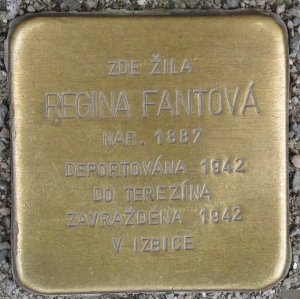 ZDE ŽILA
REGINA FANTOVÁ
NAR. 1887
DEPORTOVÁNA 1942
DO TEREZÍNA
ZAVRAŽDĚNA 1942
V IZBICE